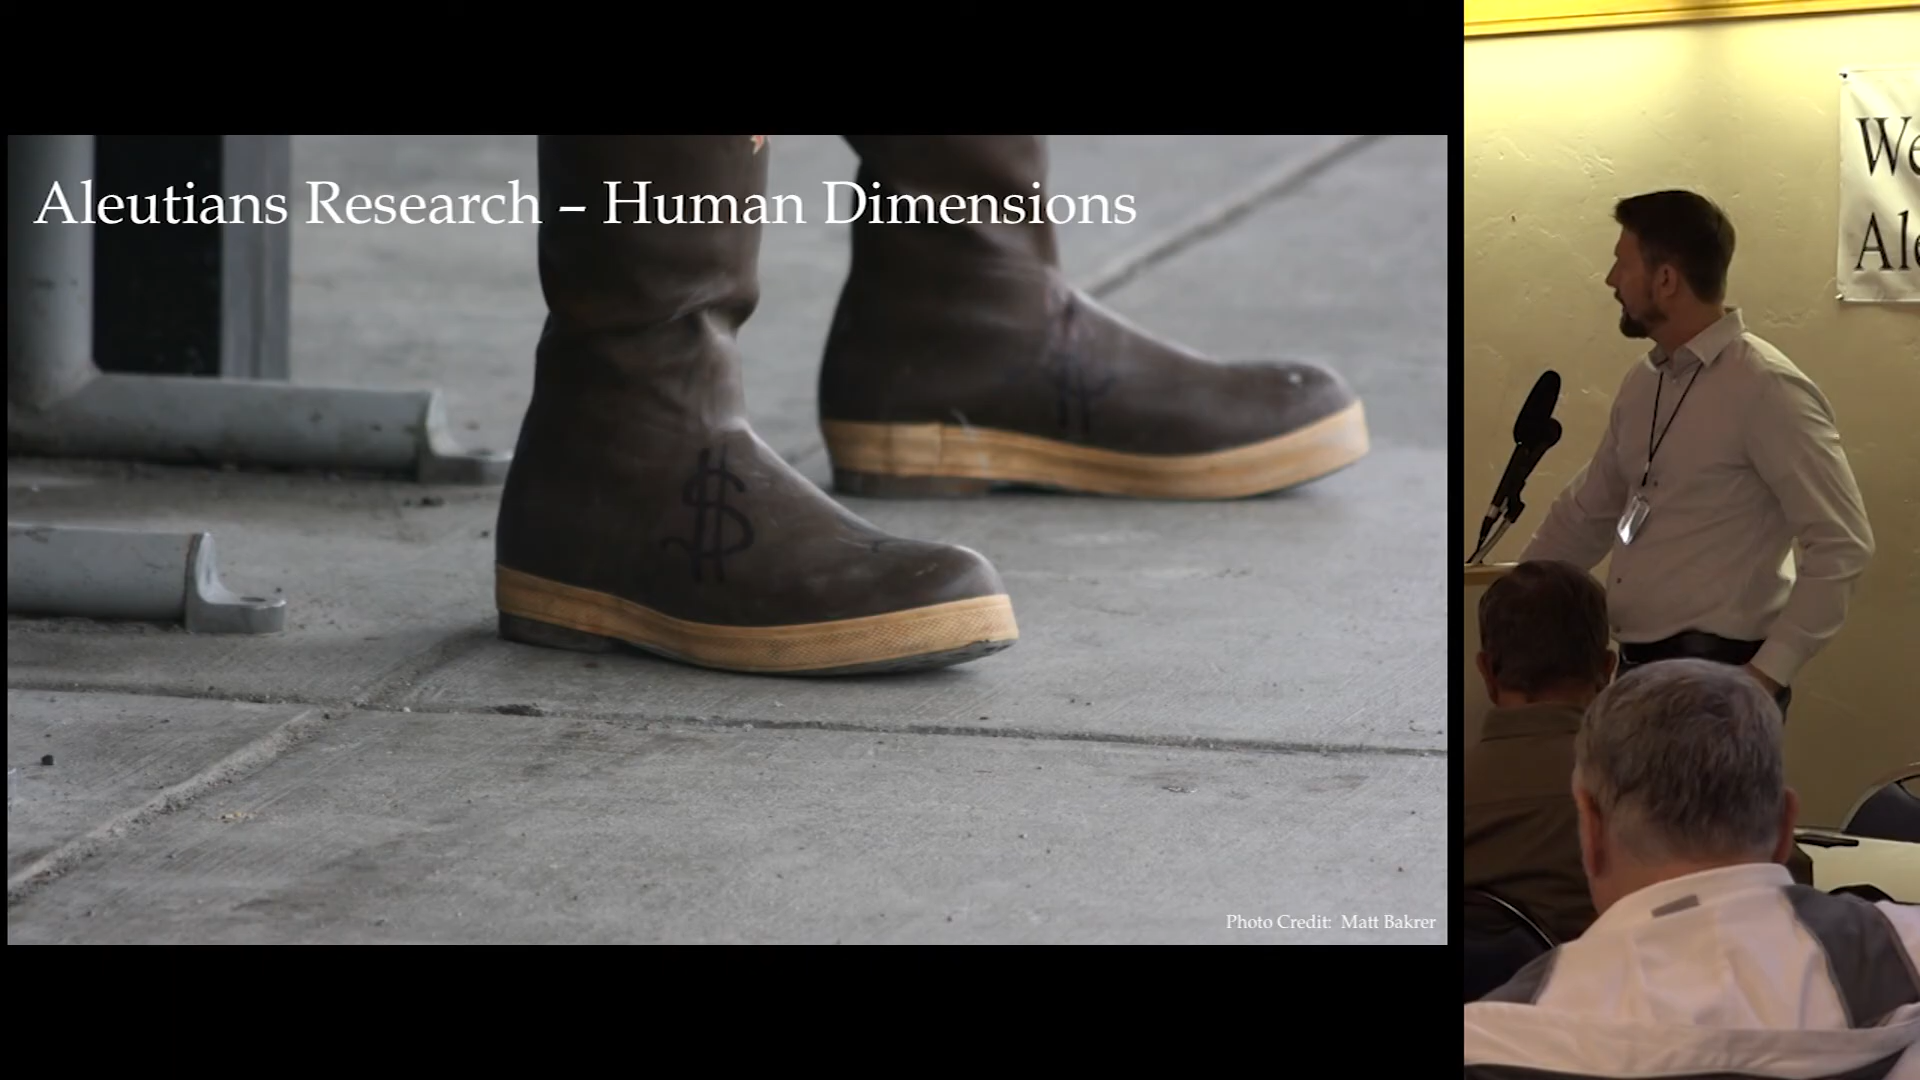 Aleutians Research – Human Dimensions
$
We
Ale
Photo Credit: Matt Bakrer